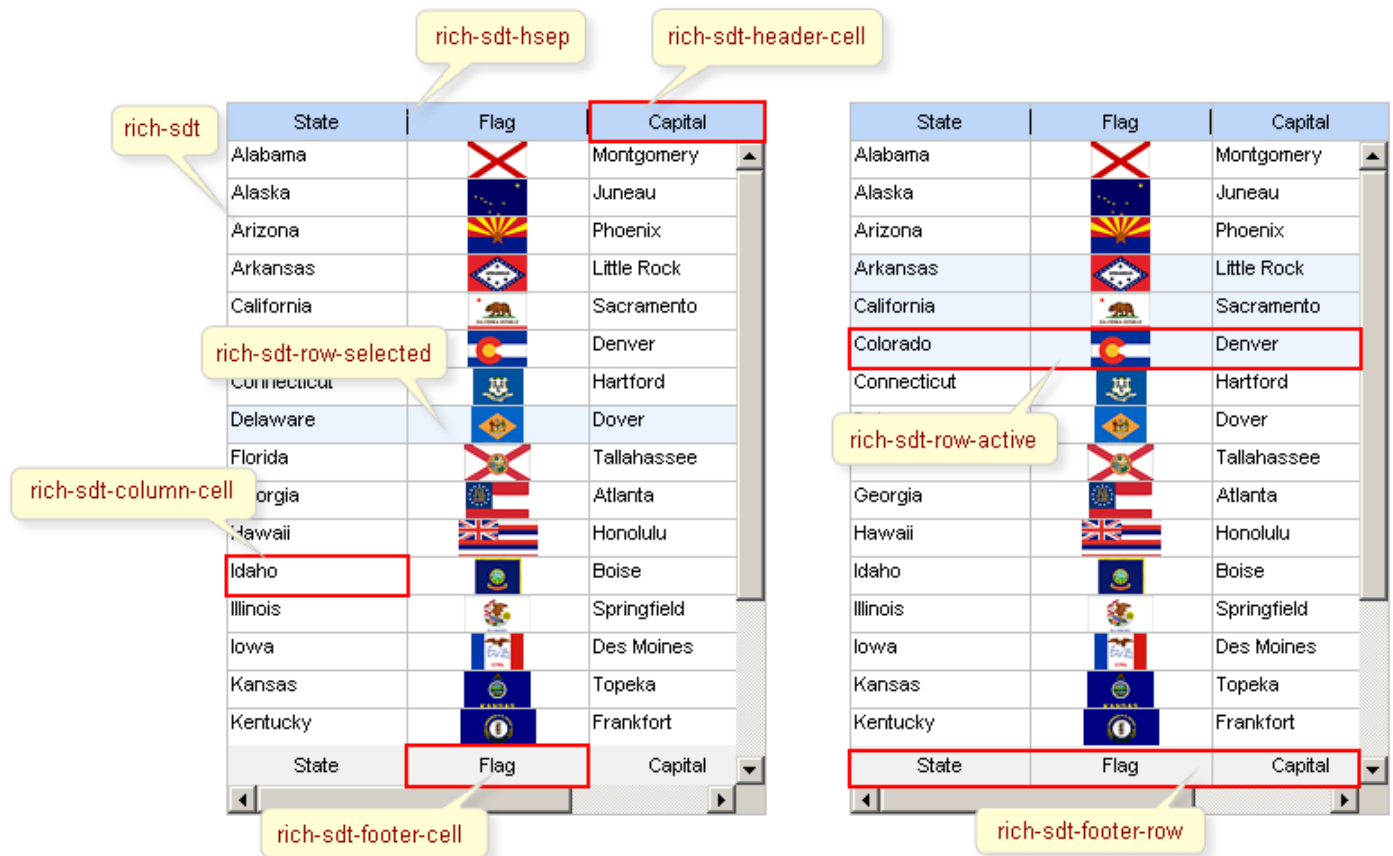 rich-sdt-hsep
rich-sdt-header-cell
rich-sdt
State Flag Capital
Alabama Montgomery
Alaska Juneau
Arizona Phoenix
Arkansas Little Rock
California Sacramento
rich-sdt-row-selected
Denver
Connecticut Hartford
Delaware Dover
Florida Tallahassee
rich-sdt-column-cell
orgia Atlanta
Hawaii Honolulu
Idaho Boise
Illinois Springfield
Iowa Des Moines
Kansas Topeka
Kentucky Frankfort
State Flag Capital
rich-sdt-footer-cell
State Flag Capital
Alabama Montgomery
Alaska Juneau
Arizona Phoenix
Arkansas Little Rock
California Sacramento
Colorado Denver
Connecticut Hartford
Dover
rich-sdt-row-active
Tallahassee
Georgia Atlanta
Hawaii Honolulu
Idaho Boise
Illinois Springfield
Iowa Des Moines
Kansas Topeka
Kentucky Frankfort
State Flag Capital
rich-sdt-footer-row